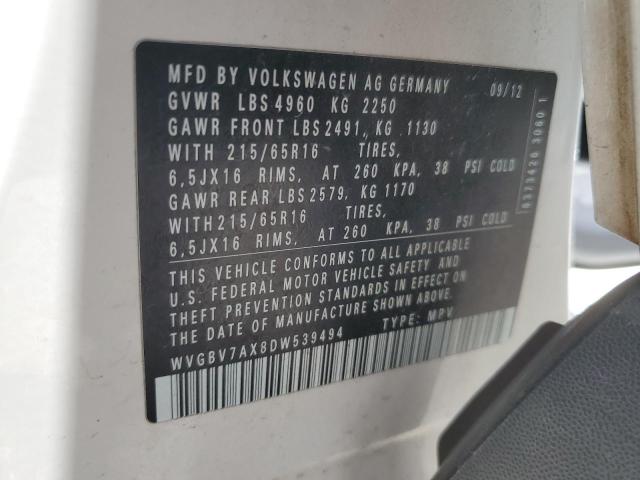 MFD BY VOLKSWAGEN AG GERMANY 09/12
GVWR LBS 4960 KG 2250
GAWR FRONT LBS 2491, KG 1130
WITH 215/65R16 TIRES,
6,5JX16 RIMS, AT 260 KPA, 38 PSI COLD
GAWR REAR LBS 2579, KG 1170
WITH 215/65R16 TIRES,
6,5JX16 RIMS, AT 260 KPA, 38 PSI COLD
THIS VEHICLE CONFORMS TO ALL APPLICABLE
U.S. FEDERAL MOTOR VEHICLE SAFETY AND
THEFT PREVENTION STANDARDS IN EFFECT ON
THE DATE OF MANUFACTURE SHOWN ABOVE.
WVGBV7AX8DW539494 TYPE: MPV
3060 1